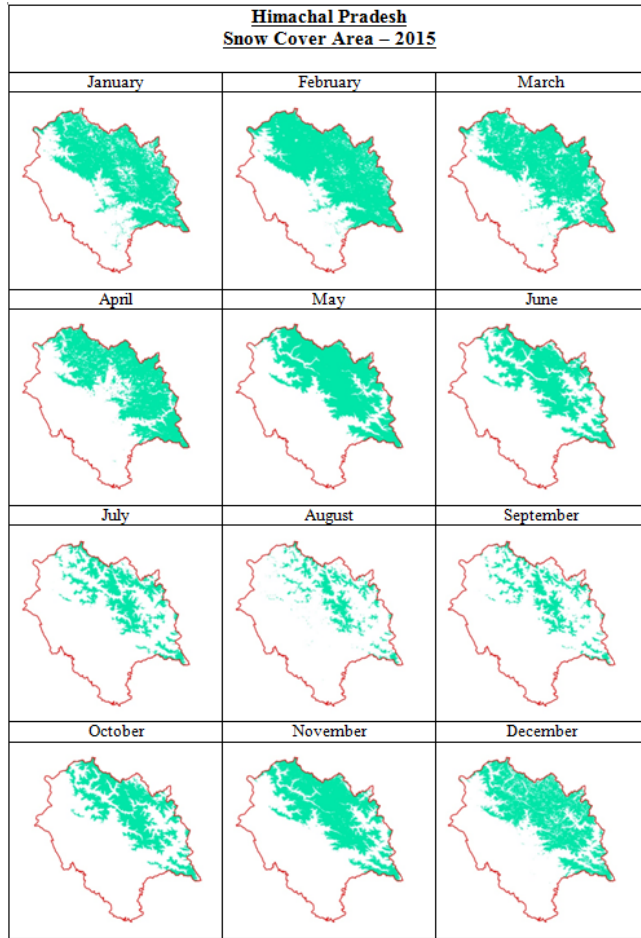 Himachal Pradesh
Snow Cover Area – 2015
January February March
April May June
July August September
October November December